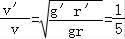 v′/v = √(g′ r′/gr) = 1/5